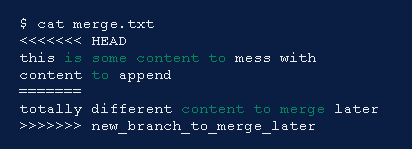 $ cat merge.txt
<<<<<<< HEAD
this is some content to mess with
content to append
=======
totally different content to merge later
>>>>>>> new_branch_to_merge_later